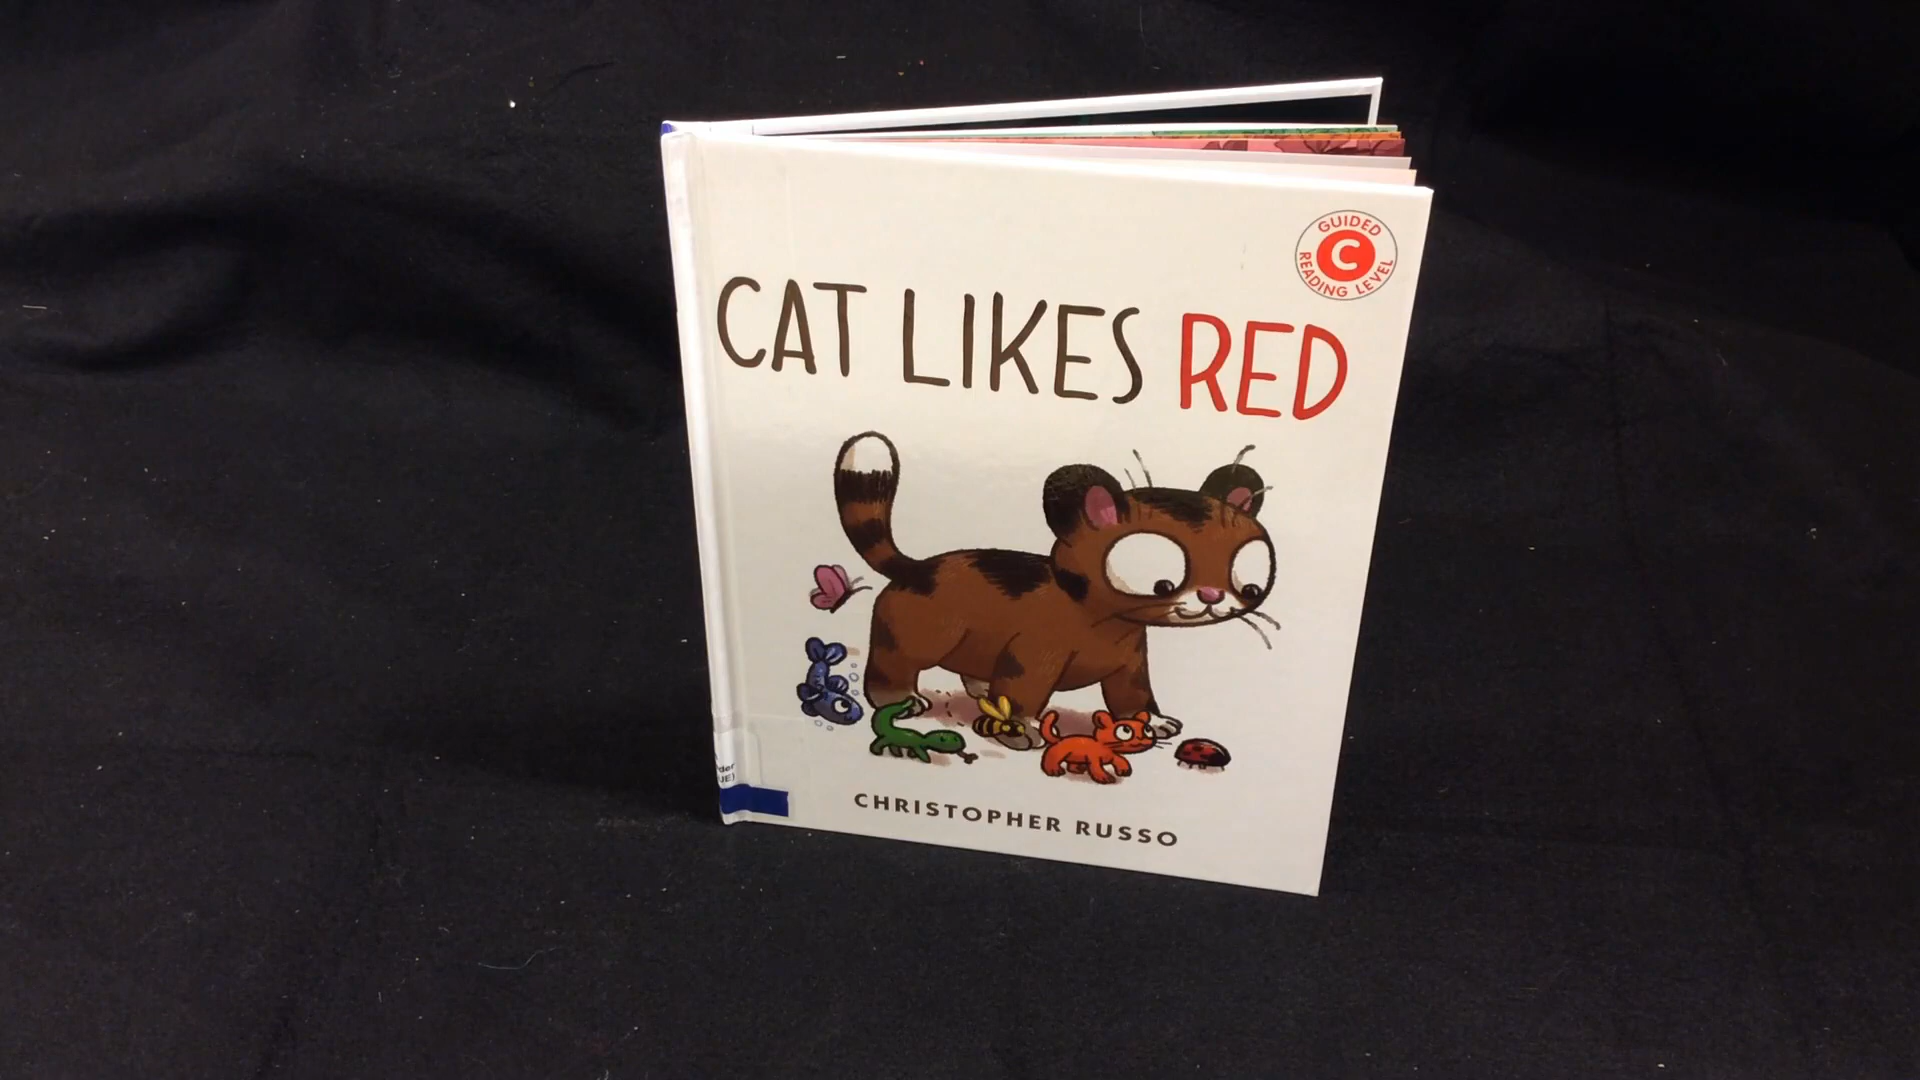 GUIDED
C
READING LEVEL
CAT LIKES RED
CHRISTOPHER RUSSO